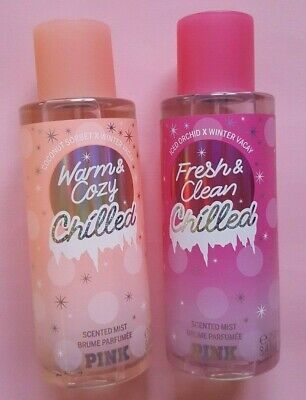 COCONUT SORBET X WINTER VACAY
Warm &
Cozy
Chilled
SCENTED MIST
BRUME PARFUMÉE
PINK
ICED ORCHID X WINTER VACAY
Fresh &
Clean
Chilled
SCENTED MIST
BRUME PARFUMÉE
PINK